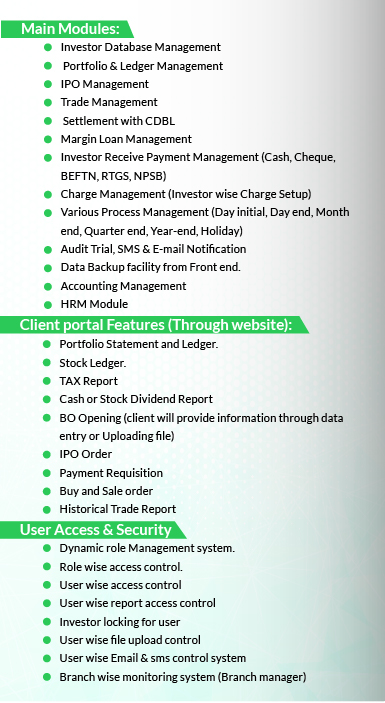 Main Modules:
Investor Database Management
Portfolio & Ledger Management
IPO Management
Trade Management
Settlement with CDBL
Margin Loan Management
Investor Receive Payment Management (Cash, Cheque,
BEFTN, RTGS, NPSB)
Charge Management (Investor wise Charge Setup)
Various Process Management (Day initial, Day end, Month
end, Quarter end, Year-end, Holiday)
Audit Trial, SMS & E-mail Notification
Data Backup facility from Front end.
Accounting Management
HRM Module
Client portal Features (Through website):
Portfolio Statement and Ledger.
Stock Ledger.
TAX Report
Cash or Stock Dividend Report
BO Opening (client will provide information through data
entry or Uploading file)
IPO Order
Payment Requisition
Buy and Sale order
Historical Trade Report
User Access & Security
Dynamic role Management system.
Role wise access control.
User wise access control
User wise report access control
Investor locking for user
User wise file upload control
User wise Email & sms control system
Branch wise monitoring system (Branch manager)